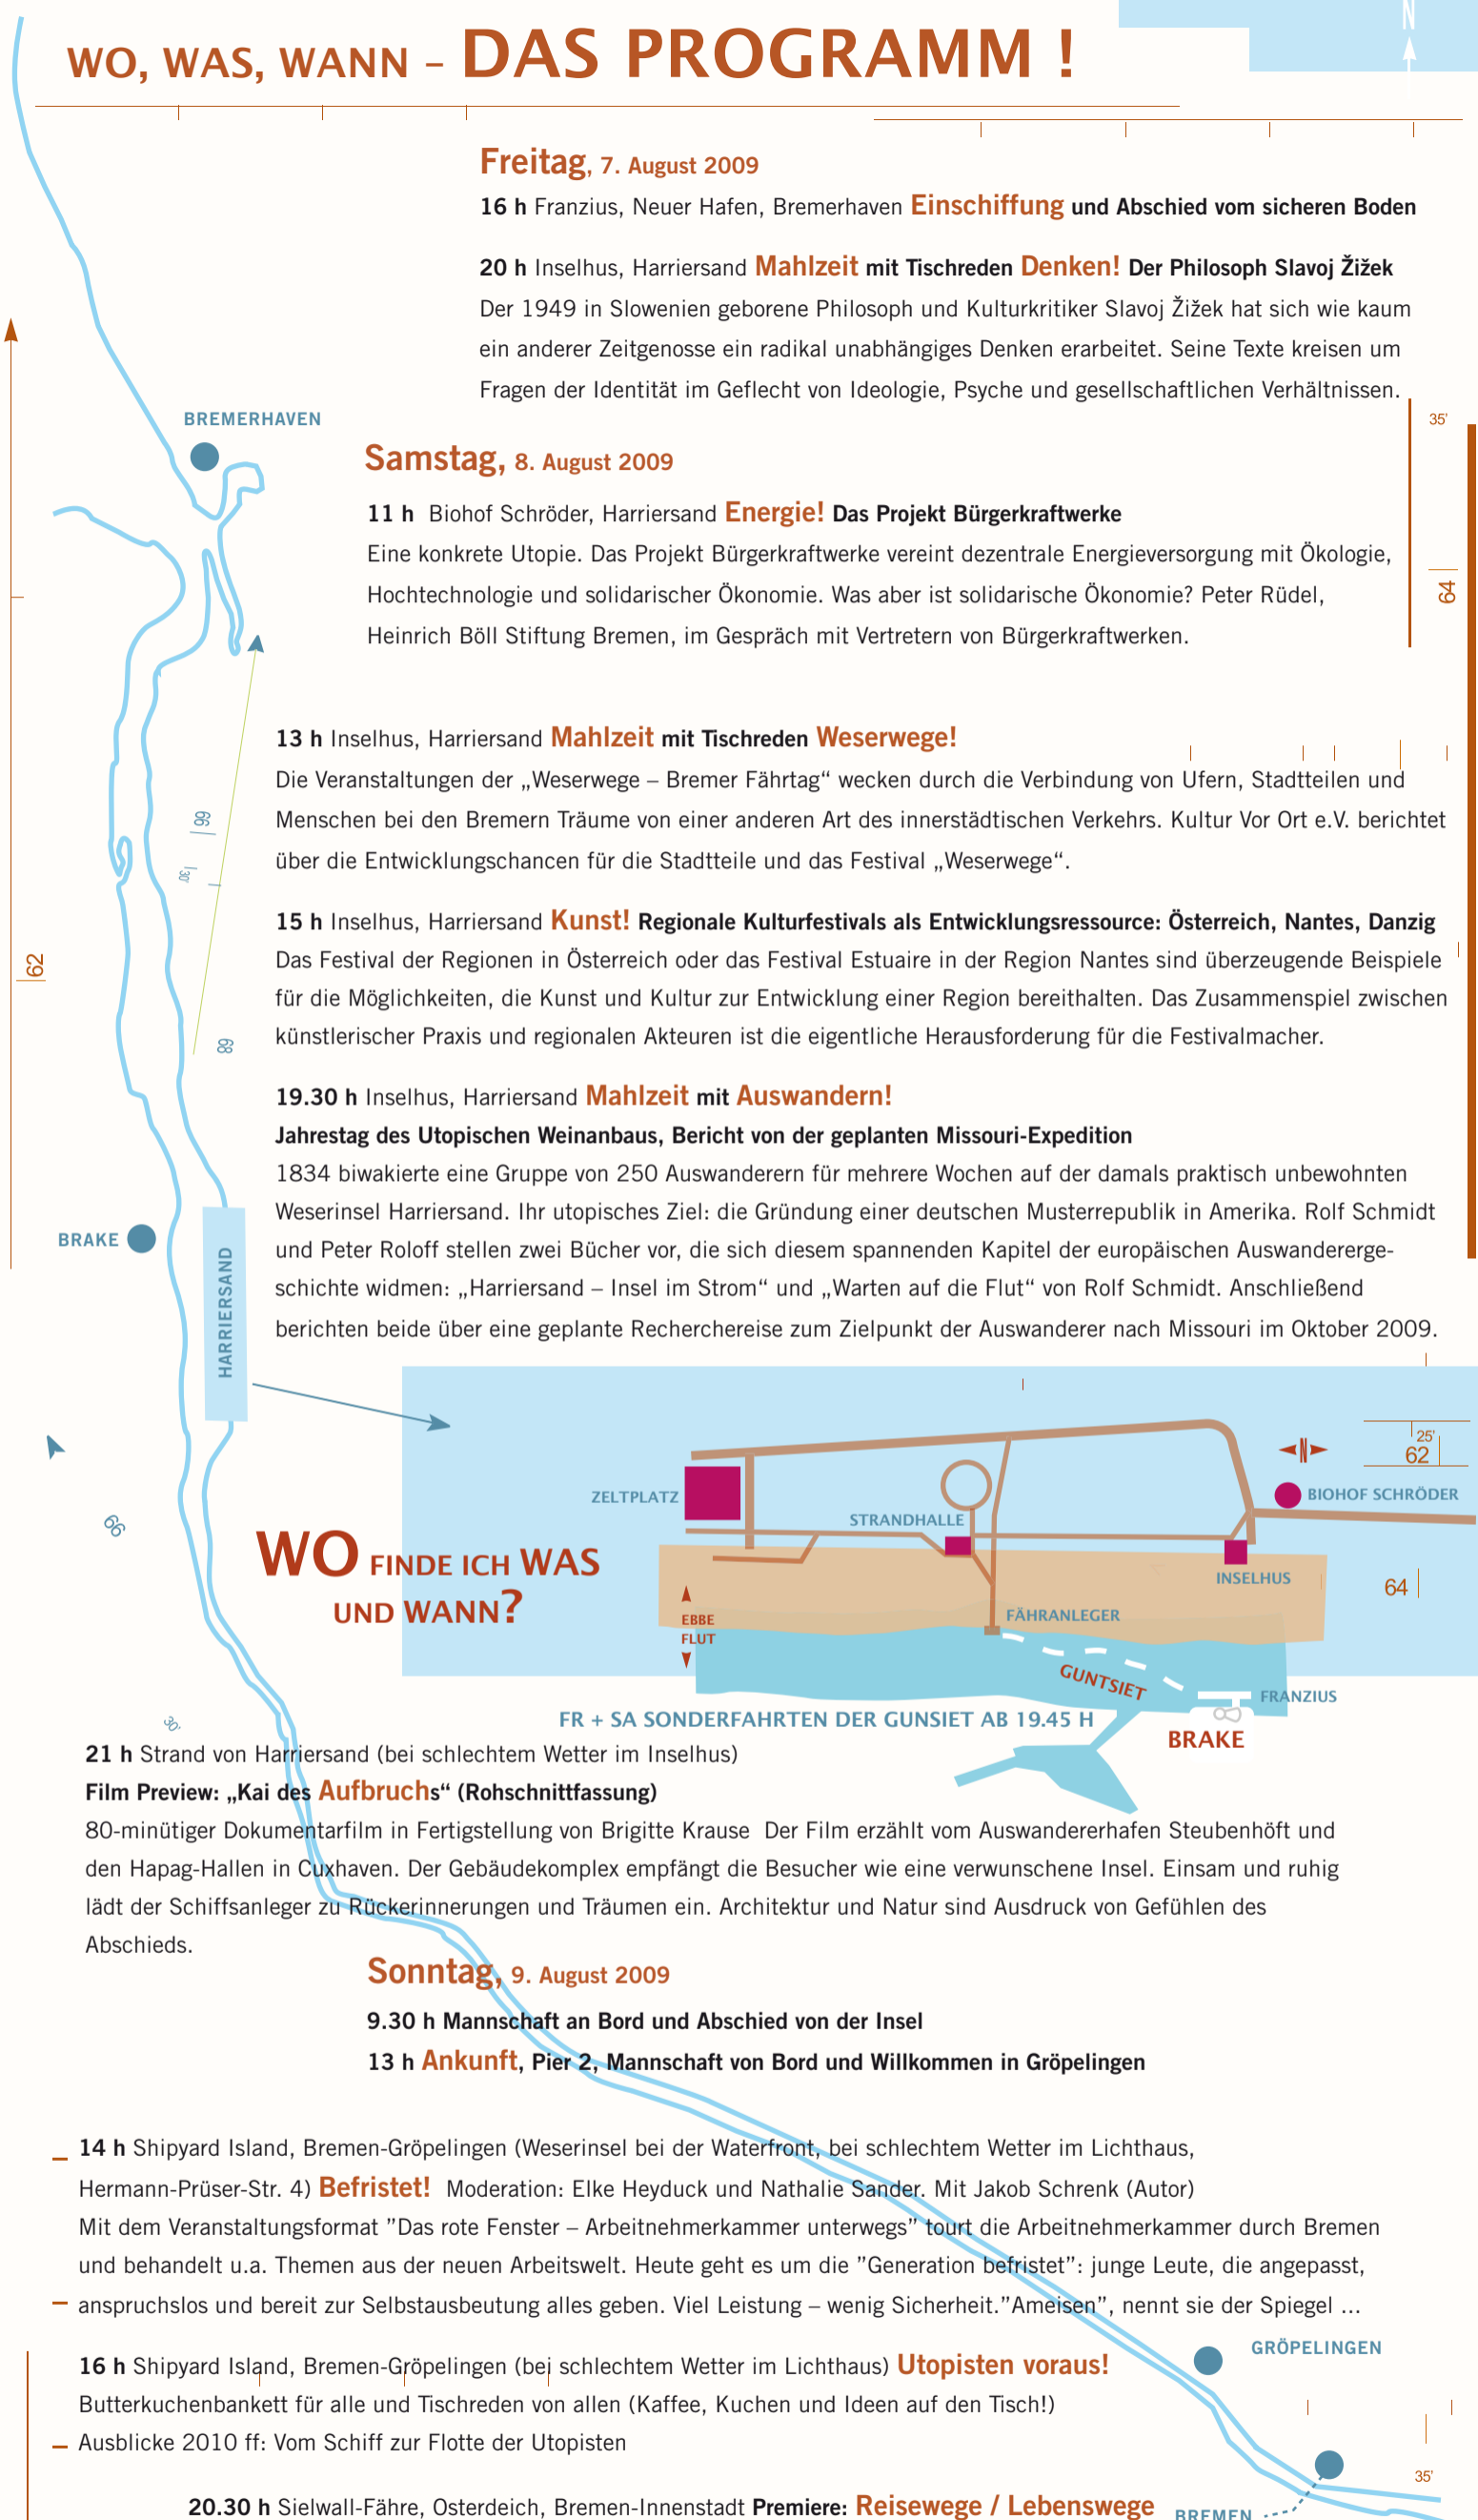 WO, WAS, WANN – DAS PROGRAMM !
N
Freitag, 7. August 2009
16 h Franzius, Neuer Hafen, Bremerhaven Einschiffung und Abschied vom sicheren Boden
20 h Inselhus, Harriersand Mahlzeit mit Tischreden Denken! Der Philosoph Slavoj Žižek
Der 1949 in Slowenien geborene Philosoph und Kulturkritiker Slavoj Žižek hat sich wie kaum
ein anderer Zeitgenosse ein radikal unabhängiges Denken erarbeitet. Seine Texte kreisen um
Fragen der Identität im Geflecht von Ideologie, Psyche und gesellschaftlichen Verhältnissen.
BREMERHAVEN
35'
64
Samstag, 8. August 2009
11 h Biohof Schröder, Harriersand Energie! Das Projekt Bürgerkraftwerke
Eine konkrete Utopie. Das Projekt Bürgerkraftwerke vereint dezentrale Energieversorgung mit Ökologie,
Hochtechnologie und solidarischer Ökonomie. Was aber ist solidarische Ökonomie? Peter Rüdel,
Heinrich Böll Stiftung Bremen, im Gespräch mit Vertretern von Bürgerkraftwerken.
13 h Inselhus, Harriersand Mahlzeit mit Tischreden Weserwege!
Die Veranstaltungen der „Weserwege – Bremer Fährtag“ wecken durch die Verbindung von Ufern, Stadtteilen und
Menschen bei den Bremern Träume von einer anderen Art des innerstädtischen Verkehrs. Kultur Vor Ort e.V. berichtet
über die Entwicklungschancen für die Stadtteile und das Festival „Weserwege“.
66
30'
62
68
15 h Inselhus, Harriersand Kunst! Regionale Kulturfestivals als Entwicklungsressource: Österreich, Nantes, Danzig
Das Festival der Regionen in Österreich oder das Festival Estuaire in der Region Nantes sind überzeugende Beispiele
für die Möglichkeiten, die Kunst und Kultur zur Entwicklung einer Region bereithalten. Das Zusammenspiel zwischen
künstlerischer Praxis und regionalen Akteuren ist die eigentliche Herausforderung für die Festivalmacher.
19.30 h Inselhus, Harriersand Mahlzeit mit Auswandern!
Jahrestag des Utopischen Weinanbaus, Bericht von der geplanten Missouri-Expedition
1834 biwakierte eine Gruppe von 250 Auswanderern für mehrere Wochen auf der damals praktisch unbewohnten
Weserinsel Harriersand. Ihr utopisches Ziel: die Gründung einer deutschen Musterrepublik in Amerika. Rolf Schmidt
und Peter Roloff stellen zwei Bücher vor, die sich diesem spannenden Kapitel der europäischen Auswandererge-
schichte widmen: „Harriersand – Insel im Strom“ und „Warten auf die Flut“ von Rolf Schmidt. Anschließend
berichten beide über eine geplante Recherchereise zum Zielpunkt der Auswanderer nach Missouri im Oktober 2009.
BRAKE
HARRIERSAND
66
30'
WO FINDE ICH WAS
UND WANN?
ZELTPLATZ
STRANDHALLE
N
25'
62
BIOHOF SCHRÖDER
INSELHUS
64
EBBE
FLUT
FÄHRANLEGER
GUNTSIET
FRANZIUS
BRAKE
FR + SA SONDERFAHRTEN DER GUNSIET AB 19.45 H
21 h Strand von Harriersand (bei schlechtem Wetter im Inselhus)
Film Preview: „Kai des Aufbruchs“ (Rohschnittfassung)
80-minütiger Dokumentarfilm in Fertigstellung von Brigitte Krause Der Film erzählt vom Auswandererhafen Steubenhöft und
den Hapag-Hallen in Cuxhaven. Der Gebäudekomplex empfängt die Besucher wie eine verwunschene Insel. Einsam und ruhig
lädt der Schiffsanleger zu Rückerinnerungen und Träumen ein. Architektur und Natur sind Ausdruck von Gefühlen des
Abschieds.
Sonntag, 9. August 2009
9.30 h Mannschaft an Bord und Abschied von der Insel
13 h Ankunft, Pier 2, Mannschaft von Bord und Willkommen in Gröpelingen
14 h Shipyard Island, Bremen-Gröpelingen (Weserinsel bei der Waterfront, bei schlechtem Wetter im Lichthaus,
Hermann-Prüser-Str. 4) Befristet! Moderation: Elke Heyduck und Nathalie Sander. Mit Jakob Schrenk (Autor)
Mit dem Veranstaltungsformat ”Das rote Fenster – Arbeitnehmerkammer unterwegs” tourt die Arbeitnehmerkammer durch Bremen
und behandelt u.a. Themen aus der neuen Arbeitswelt. Heute geht es um die ”Generation befristet”: junge Leute, die angepasst,
anspruchslos und bereit zur Selbstausbeutung alles geben. Viel Leistung – wenig Sicherheit.”Ameisen”, nennt sie der Spiegel ...
GRÖPELINGEN
16 h Shipyard Island, Bremen-Gröpelingen (bei schlechtem Wetter im Lichthaus) Utopisten voraus!
Butterkuchenbankett für alle und Tischreden von allen (Kaffee, Kuchen und Ideen auf den Tisch!)
Ausblicke 2010 ff: Vom Schiff zur Flotte der Utopisten
35'
20.30 h Sielwall-Fähre, Osterdeich, Bremen-Innenstadt Premiere: Reisewege / Lebenswege
BREMEN